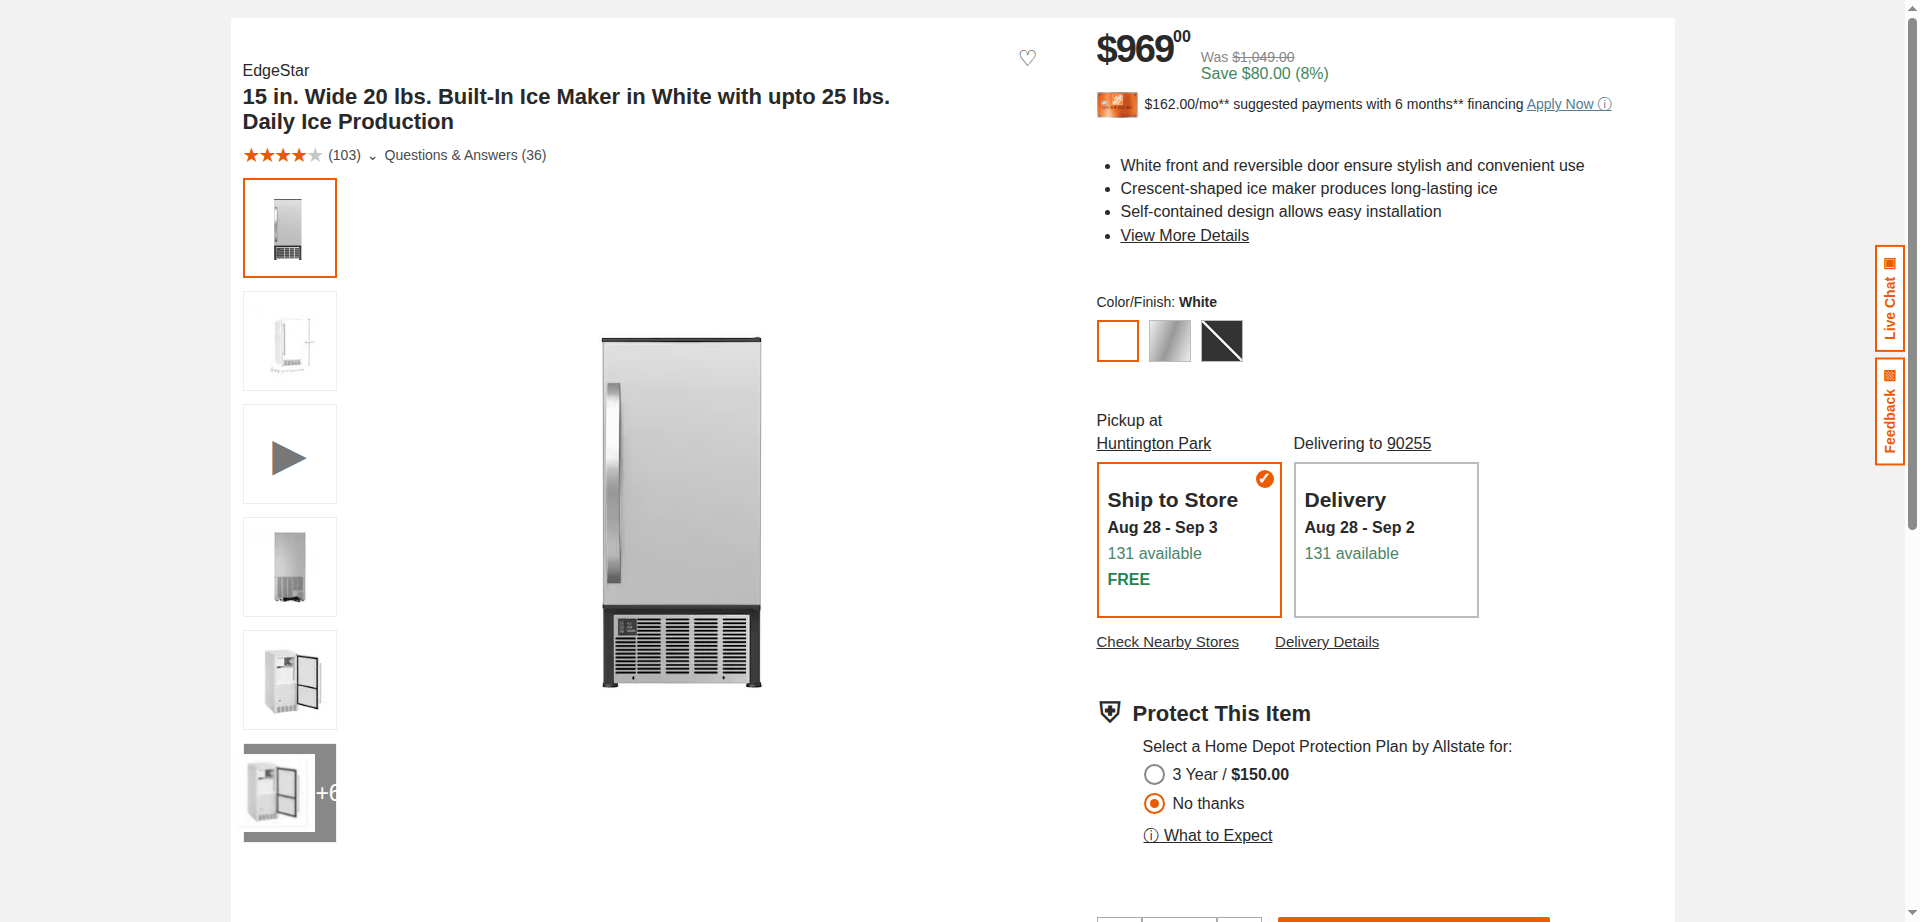 EdgeStar
15 in. Wide 20 lbs. Built-In Ice Maker in White with upto 25 lbs.
Daily Ice Production
(103)
Questions & Answers (36)
+6
$969 00
Was $1,049.00
Save $80.00 (8%)
$162.00/mo** suggested payments with 6 months** financing Apply Now ⓘ
• White front and reversible door ensure stylish and convenient use
• Crescent-shaped ice maker produces long-lasting ice
• Self-contained design allows easy installation
• View More Details
Color/Finish: White
Pickup at
Huntington Park
Delivering to 90255
Ship to Store
Aug 28 - Sep 3
131 available
FREE
Delivery
Aug 28 - Sep 2
131 available
Check Nearby Stores
Delivery Details
Protect This Item
Select a Home Depot Protection Plan by Allstate for:
3 Year / $150.00
No thanks
ⓘ What to Expect
Live Chat
Feedback